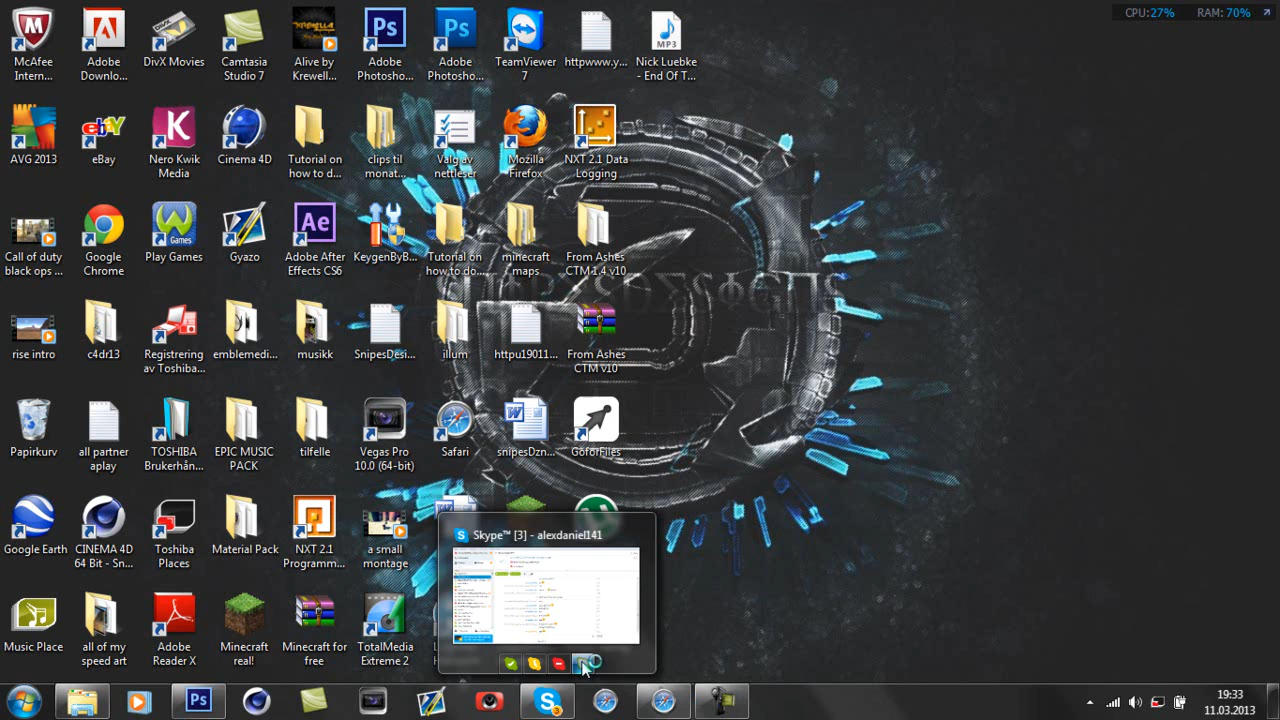 CPU:27% RAM: 70%
McAfee
Intern...
Adobe
Downlo...
DivX Movies
Camtasia
Studio 7
Alive by
Krewell...
Adobe
Photosho...
Adobe
Photosho...
TeamViewer
7
httpwww.y...
MP3
Nick Luebke
- End Of T...
AVG 2013
eBay
Nero Kwik
Media
Cinema 4D
Tutorial on
how to d...
clips til
monat...
Valg av
nettleser
Mozilla
Firefox
NXT 2.1 Data
Logging
Call of duty
black ops ...
Google
Chrome
Games
Play Games
Gyazo
Adobe After
Effects CS6
KeygenByB...
Tutorial on
how to do...
minecraft
maps
From Ashes
CTM 1.4 v10
rise intro
c4dr13
Registrering
av Toshiba...
emblemedi...
musikk
SnipesDesi...
illum
httpu19011...
From Ashes
CTM v10
Papirkurv
all partner
aplay
TOSHIBA
Brukerhån...
EPIC MUSIC
PACK
tilfelle
Vegas Pro
10.0 (64-bit)
Safari
snipesDzn...
GoforFiles
Google Earth
CINEMA 4D
64 Bit - Sn...
Toshiba
Places
Material Pack
NXT 2.1
Programm...
a small
montage
Skype™ [3] - alexdaniel141
all of my
speed art
Adobe
Reader X
Minecraft
real!
Minecraft for
free
TotalMedia
Extreme 2
19:33
11.03.2013